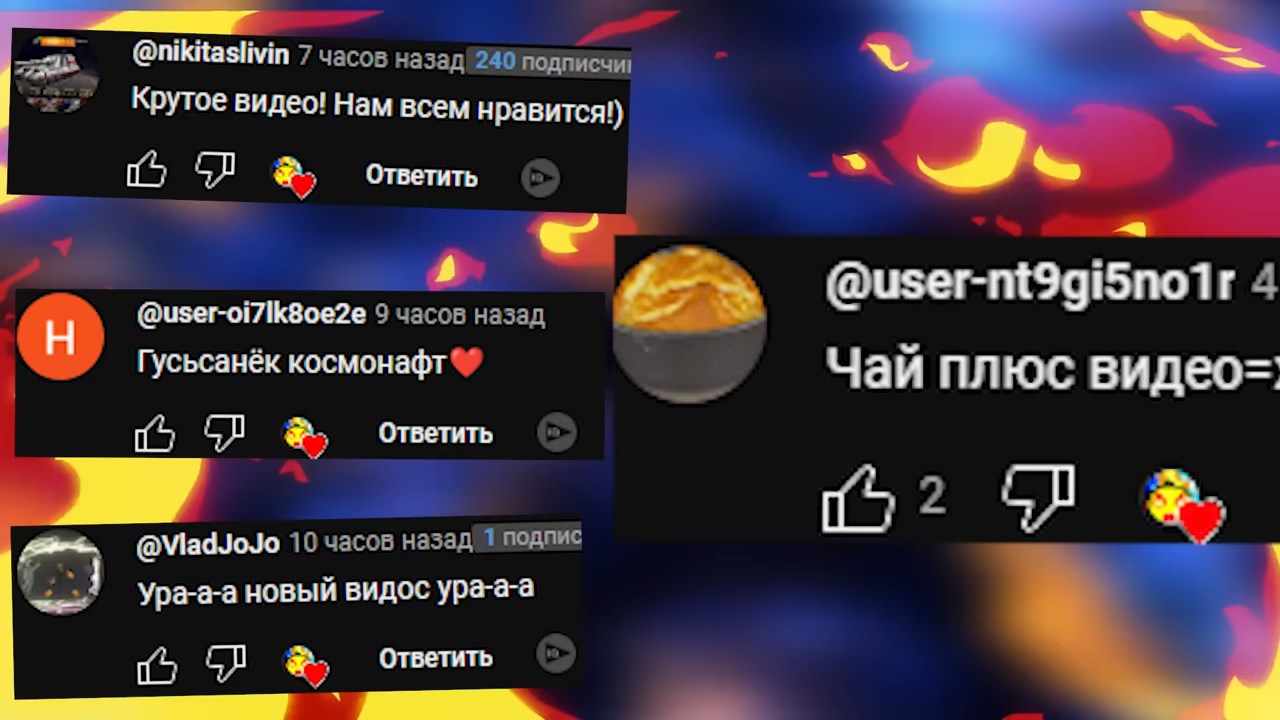 @nikitaslivin 7 часов назад 240 подписчи
Крутое видео! Нам всем нравится!)
Ответить
H
@user-oi7lk8oe2e 9 часов назад
Гусьсанёк космонафт❤️
Ответить
@VladJoJo 10 часов назад 1 подпис
Ура-а-а новый видос ура-а-а
Ответить
@user-nt9gi5no1r 4
Чай плюс видео=
2